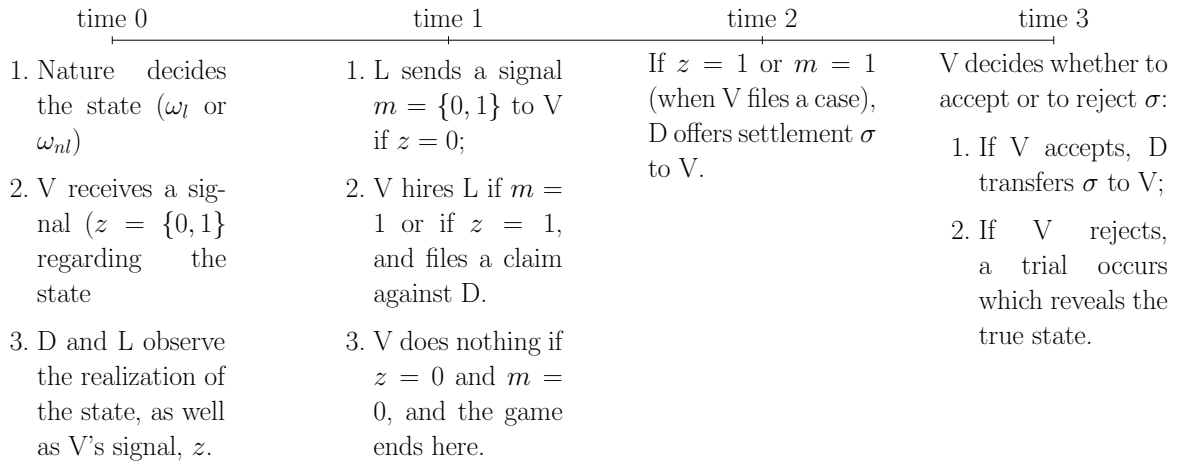 time 0
time 1
time 2
time 3
1. Nature decides
the state (ω_l or
ω_nl)
2. V receives a sig-
nal (z = {0, 1}
regarding the
state
3. D and L observe
the realization of
the state, as well
as V's signal, z.
1. L sends a signal
m = {0, 1} to V
if z = 0;
2. V hires L if m =
1 or if z = 1,
and files a claim
against D.
3. V does nothing if
z = 0 and m =
0, and the game
ends here.
If z = 1 or m = 1
(when V files a case),
D offers settlement σ
to V.
V decides whether to
accept or to reject σ:
1. If V accepts, D
transfers σ to V;
2. If V rejects,
a trial occurs
which reveals the
true state.